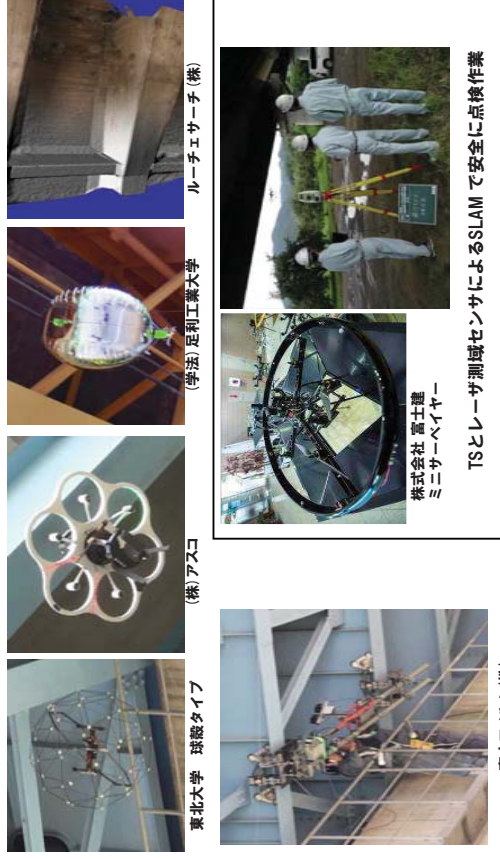 東北大学 球殻タイプ
(株)アスコ
(学法)足利工業大学
ルーチェサーチ(株)
株式会社 富士建
ミニサーベイヤー
TSとレーザ測域センサによるSLAM で安全に点検作業